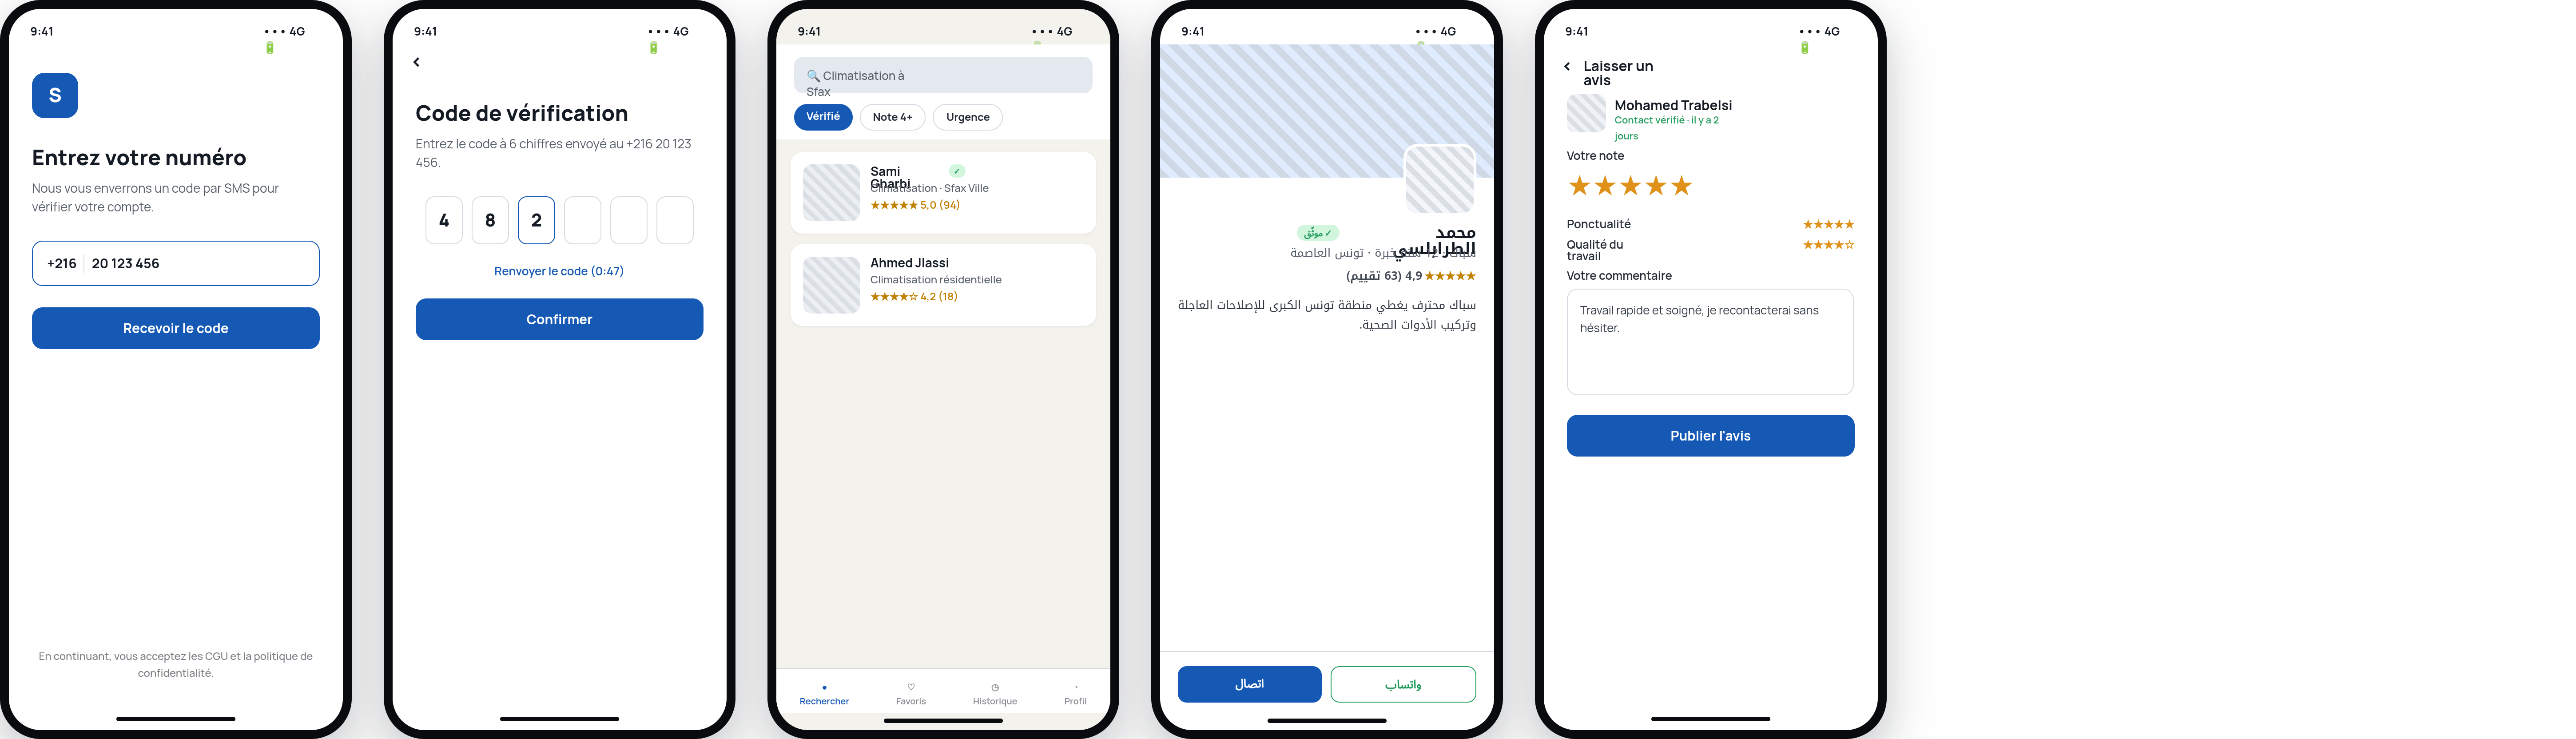 9:41
• • • 4G
S
Entrez votre numéro
Nous vous enverrons un code par SMS pour
vérifier votre compte.
+216 20 123 456
Recevoir le code
En continuant, vous acceptez les CGU et la politique de
confidentialité.
9:41
• • • 4G
Code de vérification
Entrez le code à 6 chiffres envoyé au +216 20 123
456.
4 8 2
Renvoyer le code (0:47)
Confirmer
9:41
• • • 4G
🔍 Climatisation à
Sfax
Vérifié Note 4+ Urgence
Sami ✓
Gharbi
Climatisation · Sfax Ville
★★★★★ 5,0 (94)
Ahmed Jlassi
Climatisation résidentielle
★★★★☆ 4,2 (18)
Rechercher Favoris Historique Profil
9:41
• • • 4G
محمد ✓ موثّق
الطرابلسي
سباك · 12 سنة خبرة · تونس العاصمة
★★★★★ 4,9 (63 تقييم)
سباك محترف يغطي منطقة تونس الكبرى للإصلاحات العاجلة
وتركيب الأدوات الصحية.
واتساب اتصال
9:41
• • • 4G
Laisser un
avis
Mohamed Trabelsi
Contact vérifié · il y a 2
jours
Votre note
★★★★★
Ponctualité ★★★★★
Qualité du ★★★★☆
travail
Votre commentaire
Travail rapide et soigné, je recontacterai sans
hésiter.
Publier l'avis